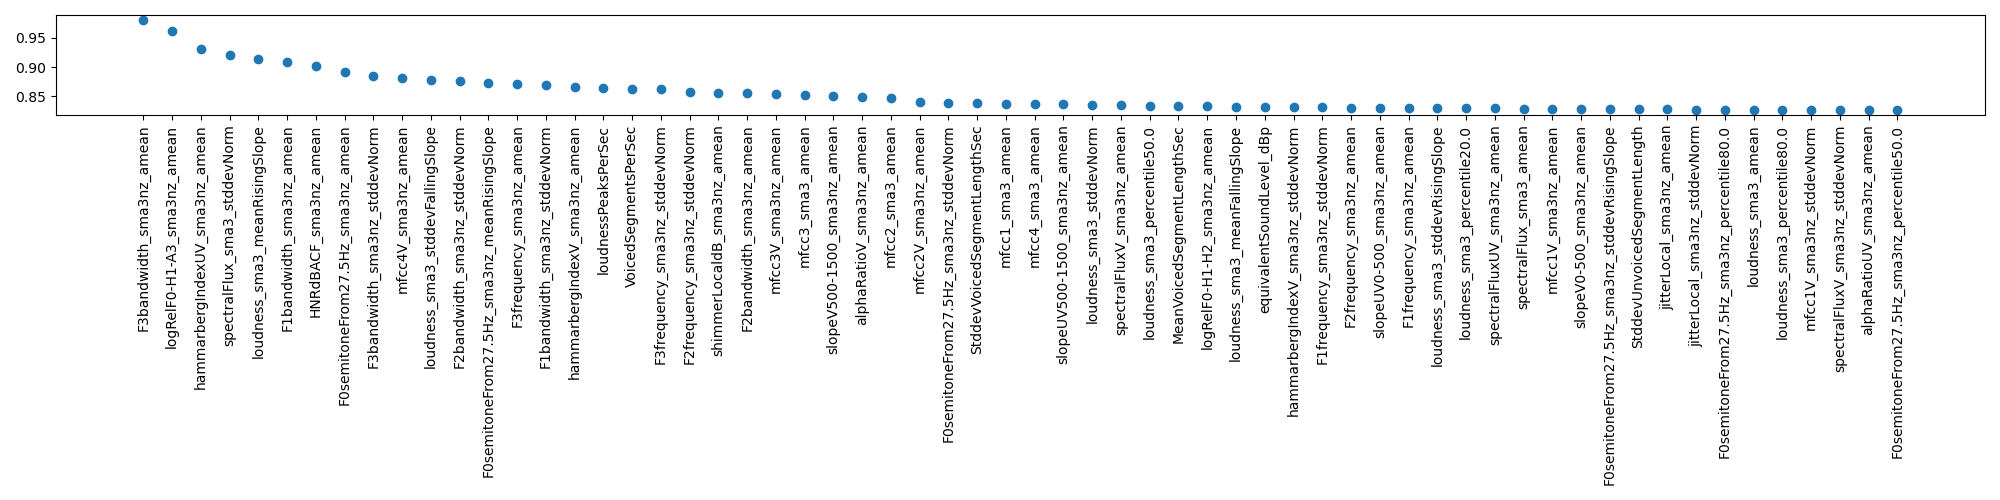 0.95
0.90
0.85
F3bandwidth_sma3nz_amean
logRelF0-H1-A3_sma3nz_amean
hammarbergIndexUV_sma3nz_amean
spectralFlux_sma3_stddevNorm
loudness_sma3_meanRisingSlope
F1bandwidth_sma3nz_amean
HNRdBACF_sma3nz_amean
F0semitoneFrom27.5Hz_sma3nz_amean
F3bandwidth_sma3nz_stddevNorm
mfcc4V_sma3nz_amean
loudness_sma3_stddevFallingSlope
F2bandwidth_sma3nz_stddevNorm
F0semitoneFrom27.5Hz_sma3nz_meanRisingSlope
F3frequency_sma3nz_amean
F1bandwidth_sma3nz_stddevNorm
hammarbergIndexV_sma3nz_amean
loudnessPeaksPerSec
VoicedSegmentsPerSec
F3frequency_sma3nz_stddevNorm
F2frequency_sma3nz_stddevNorm
shimmerLocaldB_sma3nz_amean
F2bandwidth_sma3nz_amean
mfcc3V_sma3nz_amean
mfcc3_sma3_amean
slopeV500-1500_sma3nz_amean
alphaRatioV_sma3nz_amean
mfcc2_sma3_amean
mfcc2V_sma3nz_amean
F0semitoneFrom27.5Hz_sma3nz_stddevNorm
StddevVoicedSegmentLengthSec
mfcc1_sma3_amean
mfcc4_sma3_amean
slopeUV500-1500_sma3nz_amean
loudness_sma3_stddevNorm
spectralFluxV_sma3nz_amean
loudness_sma3_percentile50.0
MeanVoicedSegmentLengthSec
logRelF0-H1-H2_sma3nz_amean
loudness_sma3_meanFallingSlope
equivalentSoundLevel_dBp
hammarbergIndexV_sma3nz_stddevNorm
F1frequency_sma3nz_stddevNorm
F2frequency_sma3nz_amean
slopeUV0-500_sma3nz_amean
F1frequency_sma3nz_amean
loudness_sma3_stddevRisingSlope
loudness_sma3_percentile20.0
spectralFluxUV_sma3nz_amean
spectralFlux_sma3_amean
mfcc1V_sma3nz_amean
slopeV0-500_sma3nz_amean
F0semitoneFrom27.5Hz_sma3nz_stddevRisingSlope
StddevUnvoicedSegmentLength
jitterLocal_sma3nz_amean
jitterLocal_sma3nz_stddevNorm
F0semitoneFrom27.5Hz_sma3nz_percentile80.0
loudness_sma3_amean
loudness_sma3_percentile80.0
mfcc1V_sma3nz_stddevNorm
spectralFluxV_sma3nz_stddevNorm
alphaRatioUV_sma3nz_amean
F0semitoneFrom27.5Hz_sma3nz_percentile50.0